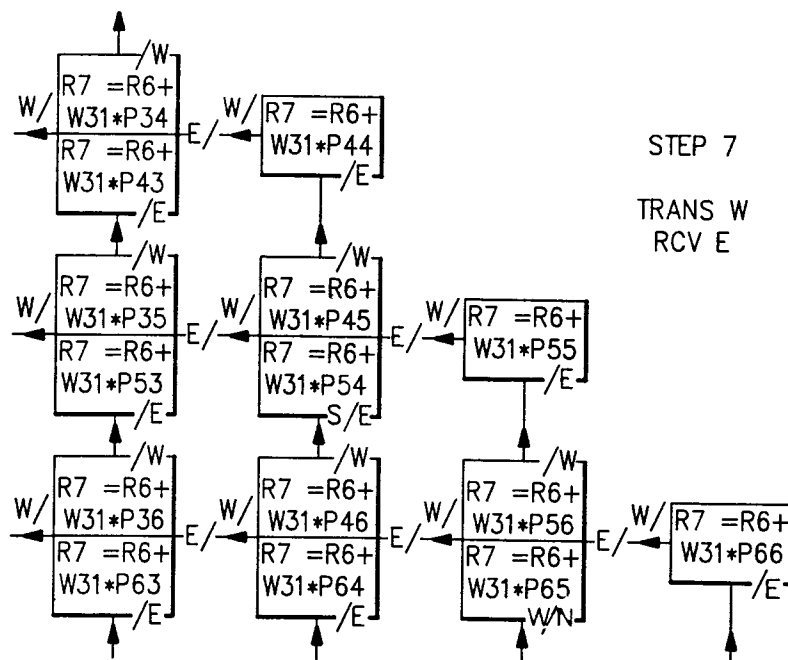 /W
R7 =R6+
W31*P34
R7 =R6+
W31*P43
/E
W/
E/
W/
R7 =R6+
W31*P44
/E
STEP 7
TRANS W
RCV E
/W
R7 =R6+
W31*P35
R7 =R6+
W31*P53
/E
W/
E/
W/
/W
R7 =R6+
W31*P45
R7 =R6+
W31*P54
S/E
E/
W/
R7 =R6+
W31*P55
/E
/W
R7 =R6+
W31*P36
R7 =R6+
W31*P63
/E
W/
E/
W/
/W
R7 =R6+
W31*P46
R7 =R6+
W31*P64
/E
E/
W/
/W
R7 =R6+
W31*P56
R7 =R6+
W31*P65
W/N
E/
W/
R7 =R6+
W31*P66
/E